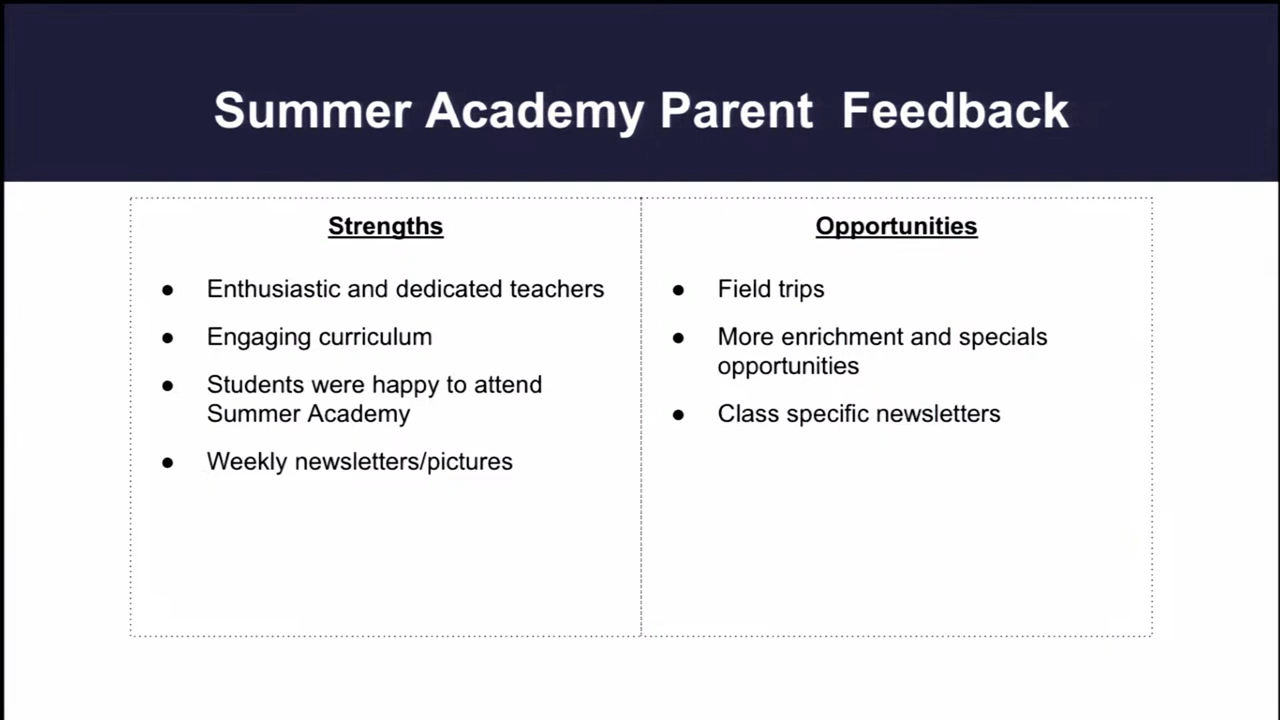 Summer Academy Parent  Feedback
Strengths
● Enthusiastic and dedicated teachers
● Engaging curriculum
● Students were happy to attend
Summer Academy
● Weekly newsletters/pictures
Opportunities
● Field trips
● More enrichment and specials
opportunities
● Class specific newsletters